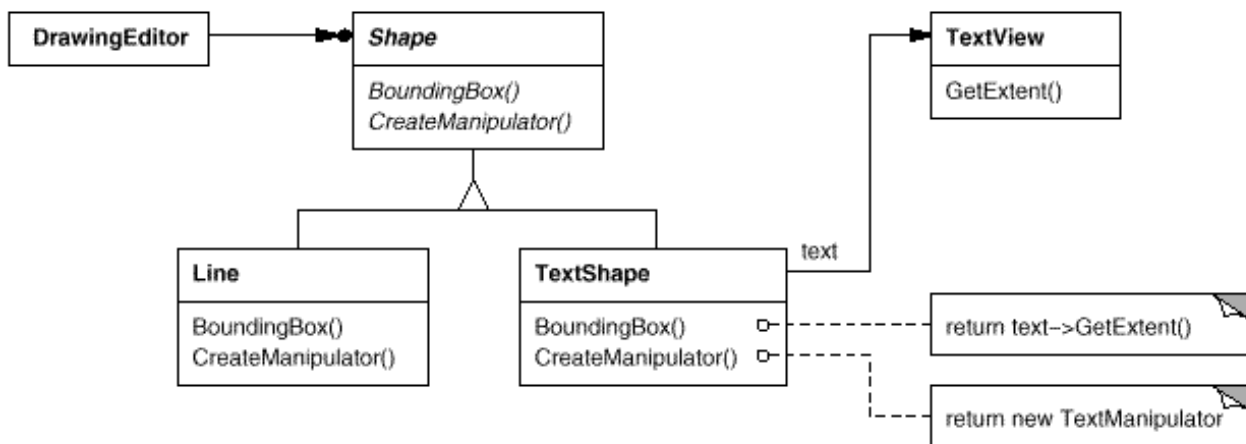 DrawingEditor
Shape
BoundingBox()
CreateManipulator()
TextView
GetExtent()
Line
BoundingBox()
CreateManipulator()
TextShape
BoundingBox()
CreateManipulator()
text
return text->GetExtent()
return new TextManipulator